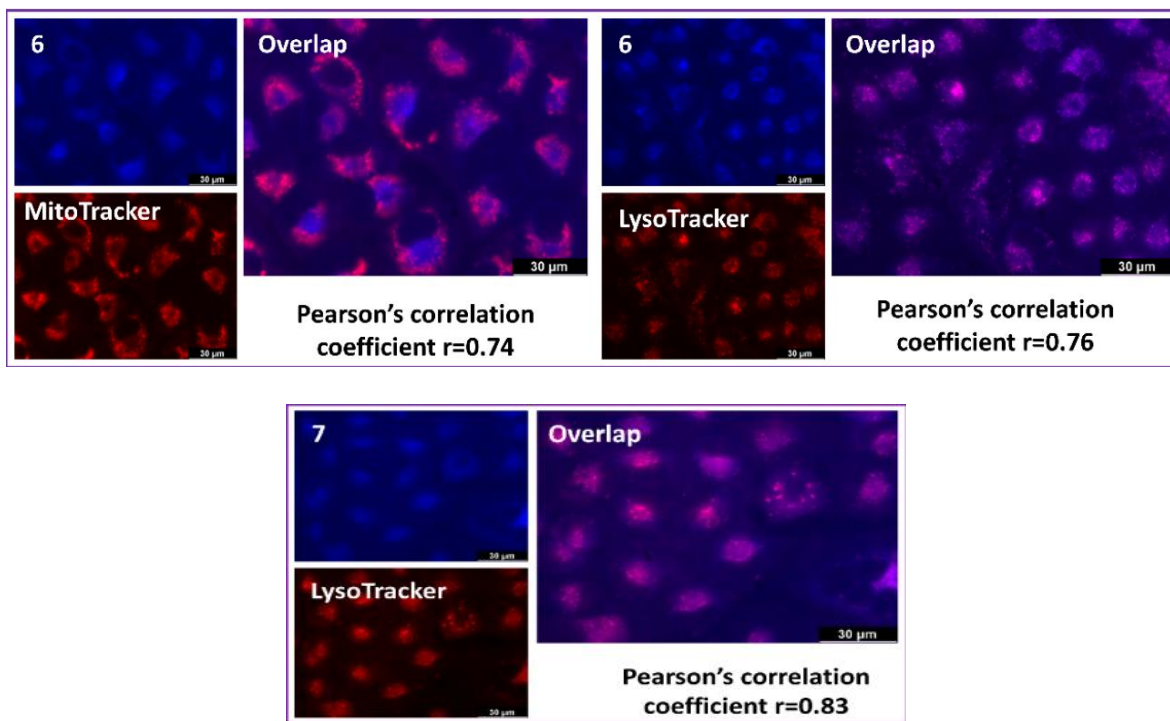 6
Overlap
30 µm
MitoTracker
30 µm
30 µm
Pearson's correlation
coefficient r=0.74
6
Overlap
30 µm
LysoTracker
30 µm
30 µm
Pearson's correlation
coefficient r=0.76
7
Overlap
30 µm
LysoTracker
30 µm
30 µm
Pearson's correlation
coefficient r=0.83